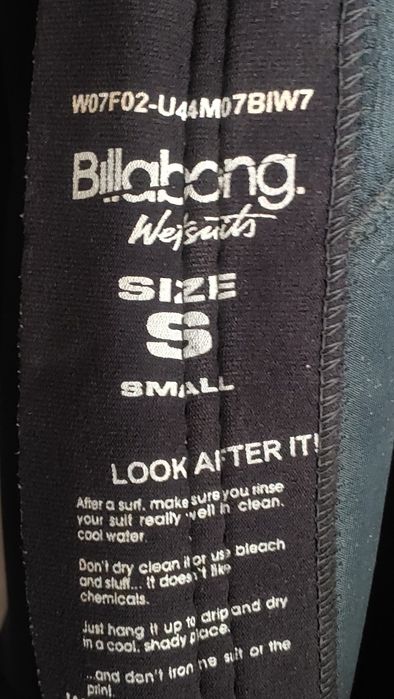 W07F02-U44M07BIW7
Billabong.
Wetsuits
SIZE
S
SMALL
LOOK AFTER IT!
After a surf, make sure you rinse
your suit really well in clean,
cool water.
Don't dry clean it or use bleach
and stuff... it doesn't like
chemicals.
Just hang it up to drip and dry
in a cool, shady place.
...and don't iron he suit or the
print.